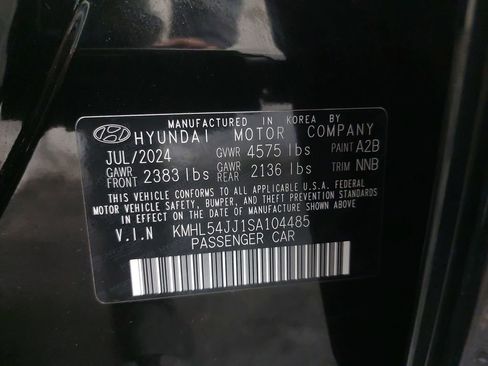 MANUFACTURED IN KOREA BY
HYUNDAI MOTOR COMPANY
JUL/2024 GVWR 4575 lbs PAINT A2B
GAWR FRONT 2383 lbs GAWR REAR 2136 lbs TRIM NNB
THIS VEHICLE CONFORMS TO ALL APPLICABLE U.S.A. FEDERAL
MOTOR VEHICLE SAFETY, BUMPER, AND THEFT PREVENTION STANDARDS
IN EFFECT ON THE DATE OF MANUFACTURE SHOWN ABOVE.
V.I.N KMHL54JJ1SA104485
PASSENGER CAR